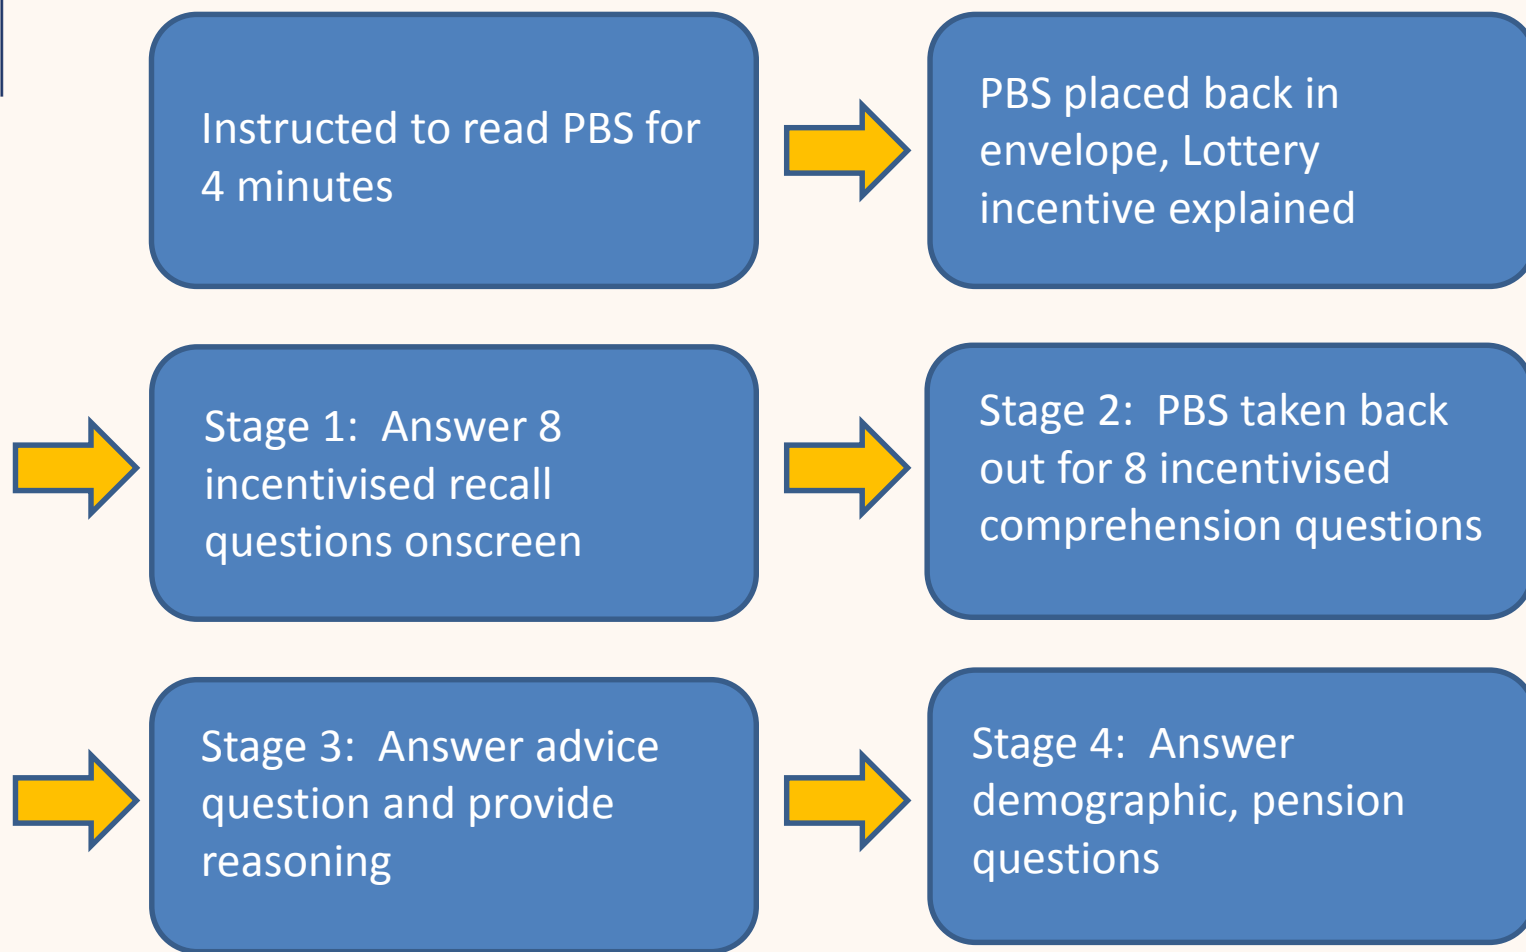 Instructed to read PBS for
4 minutes
PBS placed back in
envelope, Lottery
incentive explained
Stage 1:  Answer 8
incentivised recall
questions onscreen
Stage 2:  PBS taken back
out for 8 incentivised
comprehension questions
Stage 3:  Answer advice
question and provide
reasoning
Stage 4:  Answer
demographic, pension
questions